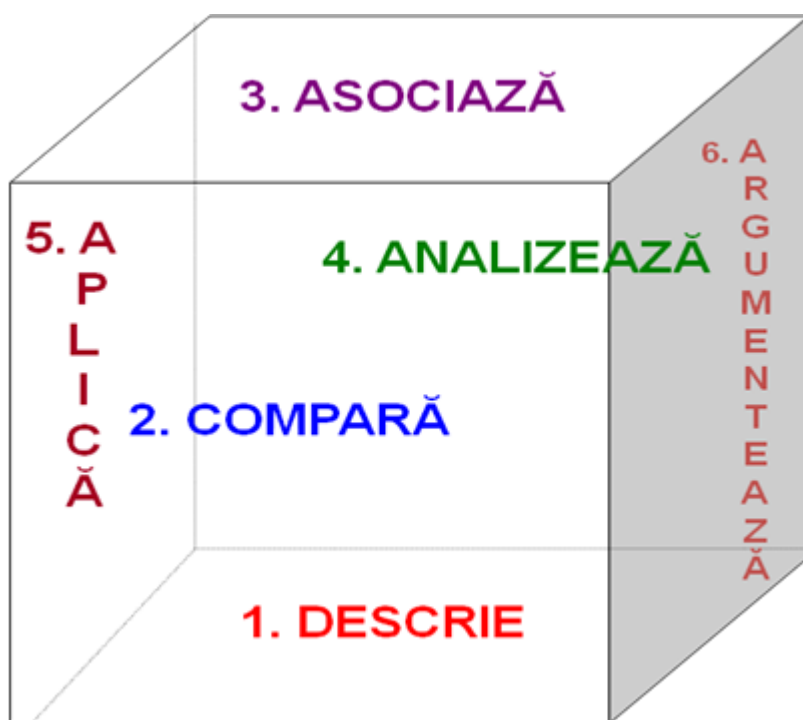 3. ASOCIAZĂ
6. ARGUMENTEAZĂ
5. APLICĂ
4. ANALIZEAZĂ
2. COMPARĂ
1. DESCRIE